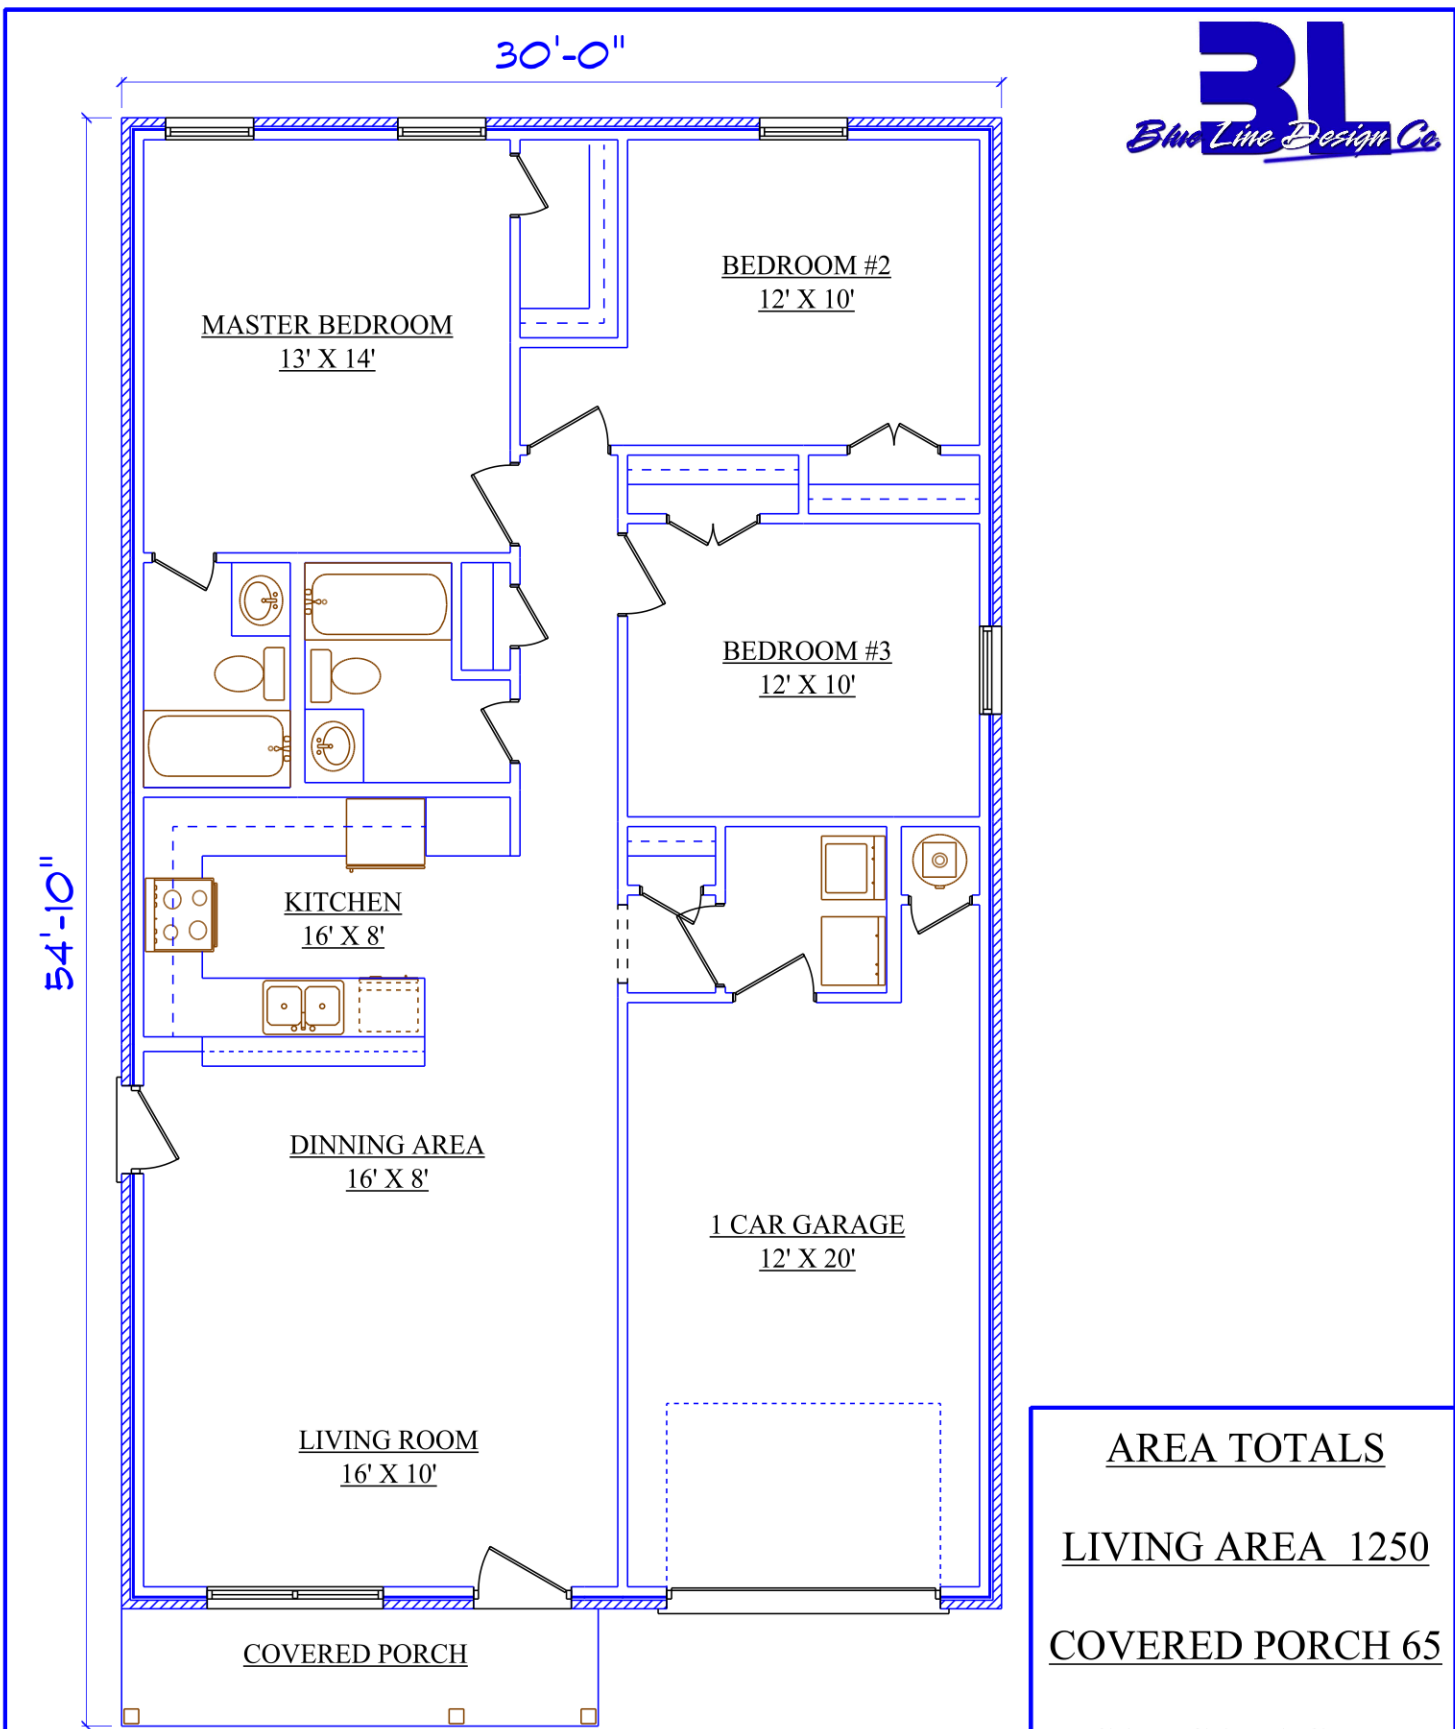 30'-0"
BL
Blue Line Design Co.
BEDROOM #2
12' X 10'
MASTER BEDROOM
13' X 14'
BEDROOM #3
12' X 10'
54'-10"
KITCHEN
16' X 8'
DINNING AREA
16' X 8'
1 CAR GARAGE
12' X 20'
LIVING ROOM
16' X 10'
COVERED PORCH
AREA TOTALS
LIVING AREA 1250
COVERED PORCH 65